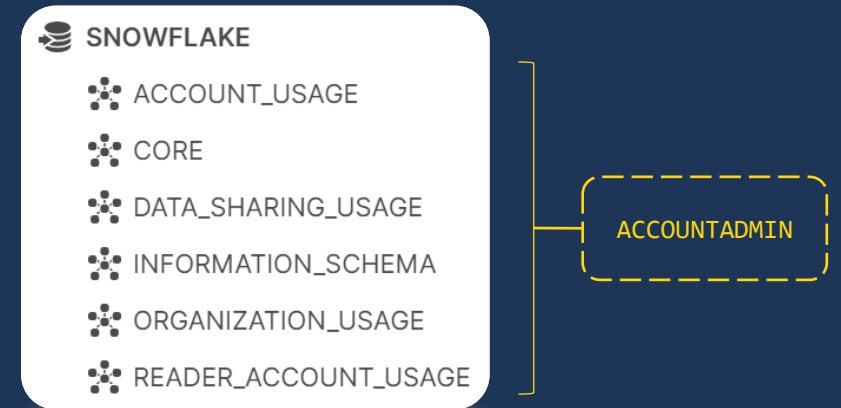 SNOWFLAKE
ACCOUNT_USAGE
CORE
DATA_SHARING_USAGE
INFORMATION_SCHEMA
ORGANIZATION_USAGE
READER_ACCOUNT_USAGE
ACCOUNTADMIN